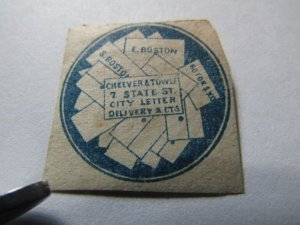 E. BOSTON
S. BOSTON
CHEEVER & TOWLE
7 STATE ST.
CITY LETTER
DELIVERY 2 CTS.